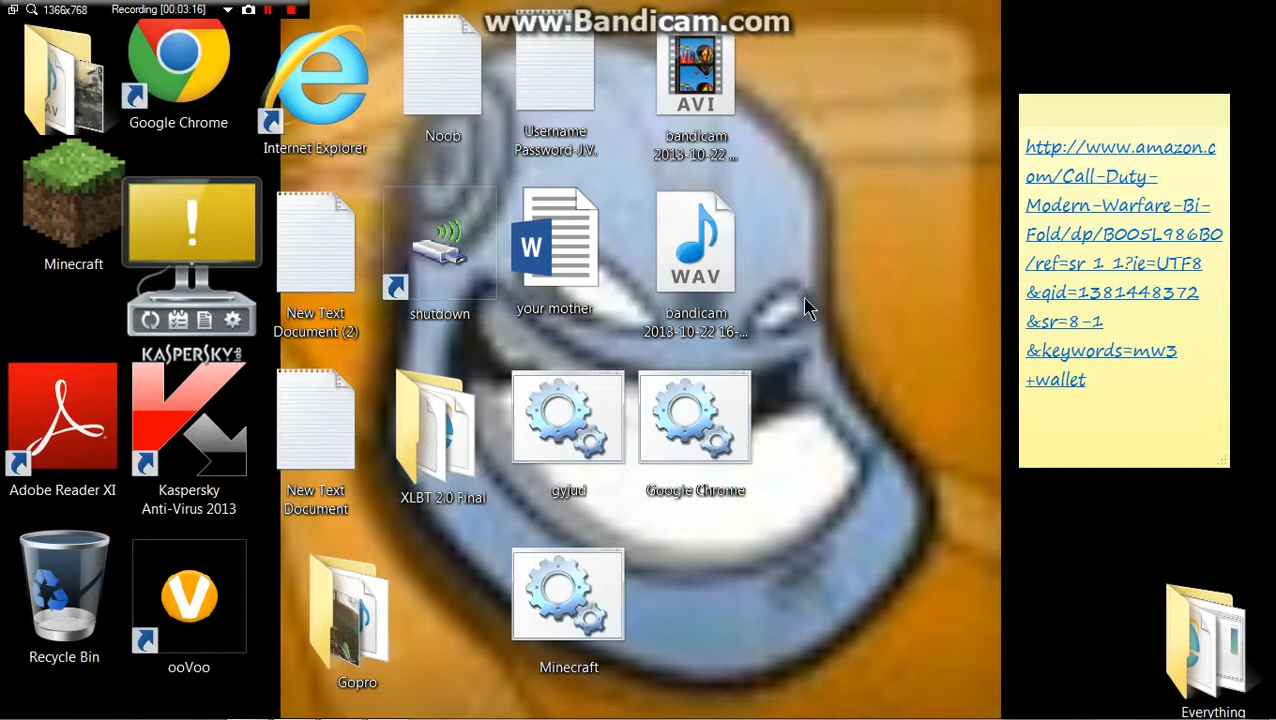 1366x768 Recording [00:03:16]
www.Bandicam.com
Google Chrome
Internet Explorer
Noob
Username
Password-J.V.
AVI
bandicam
2013-10-22 ...
Minecraft
!
KASPERSKY lab
New Text
Document (2)
shutdown
W
your mother
WAV
bandicam
2013-10-22 16-...
Adobe Reader XI
Kaspersky
Anti-Virus 2013
New Text
Document
XLBT 2.0 Final
gyjud
Google Chrome
Recycle Bin
ooVoo
Gopro
Minecraft
Everything
http://www.amazon.c
om/Call-Duty-
Modern-Warfare-Bi-
Fold/dp/B005L986B0
/ref=sr_1_1?ie=UTF8
&qid=1381448372
&sr=8-1
&keywords=mw3
+wallet